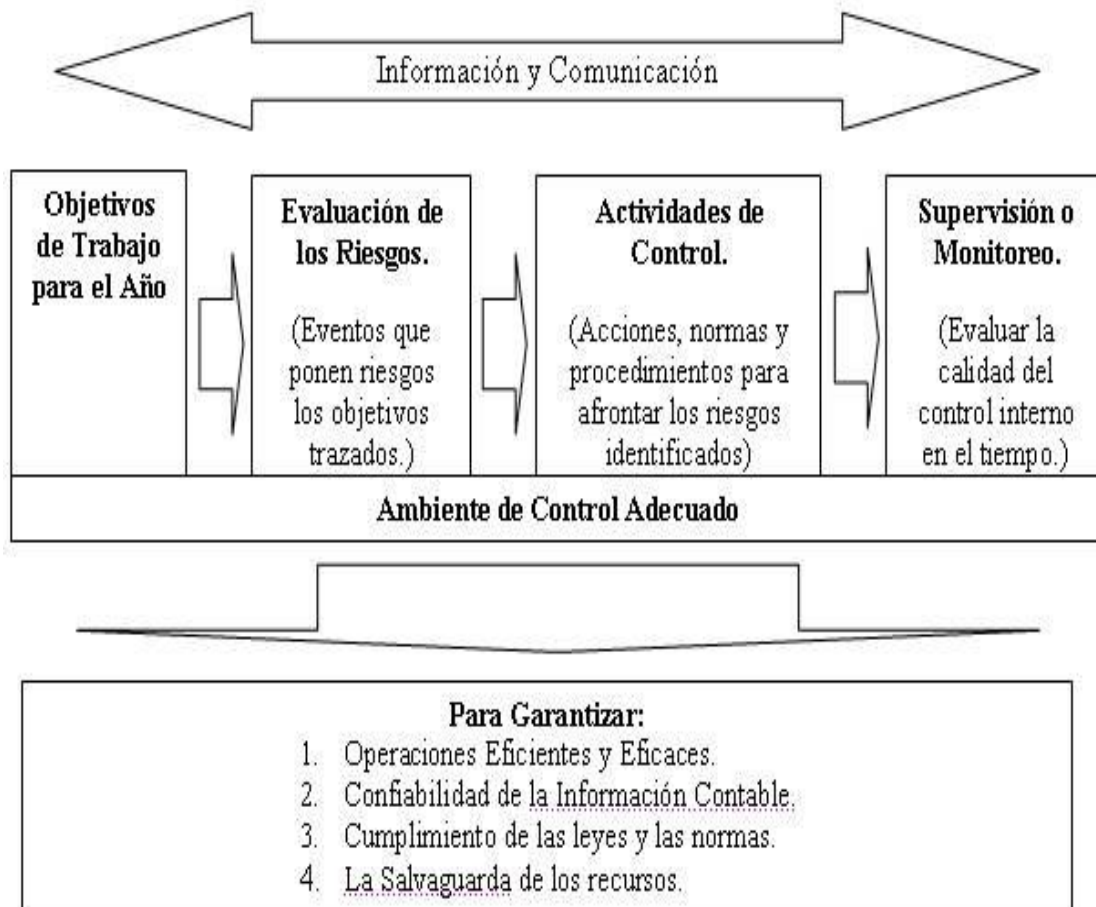 Información y Comunicación
Objetivos
de Trabajo
para el Año
Evaluación de
los Riesgos.
(Eventos que
ponen riesgos
los objetivos
trazados.)
Actividades de
Control.
(Acciones, normas y
procedimientos para
afrontar los riesgos
identificados)
Supervisión o
Monitoreo.
(Evaluar la
calidad del
control interno
en el tiempo.)
Ambiente de Control Adecuado
Para Garantizar:
1. Operaciones Eficientes y Eficaces.
2. Confiabilidad de la Información Contable.
3. Cumplimiento de las leyes y las normas.
4. La Salvaguarda de los recursos.